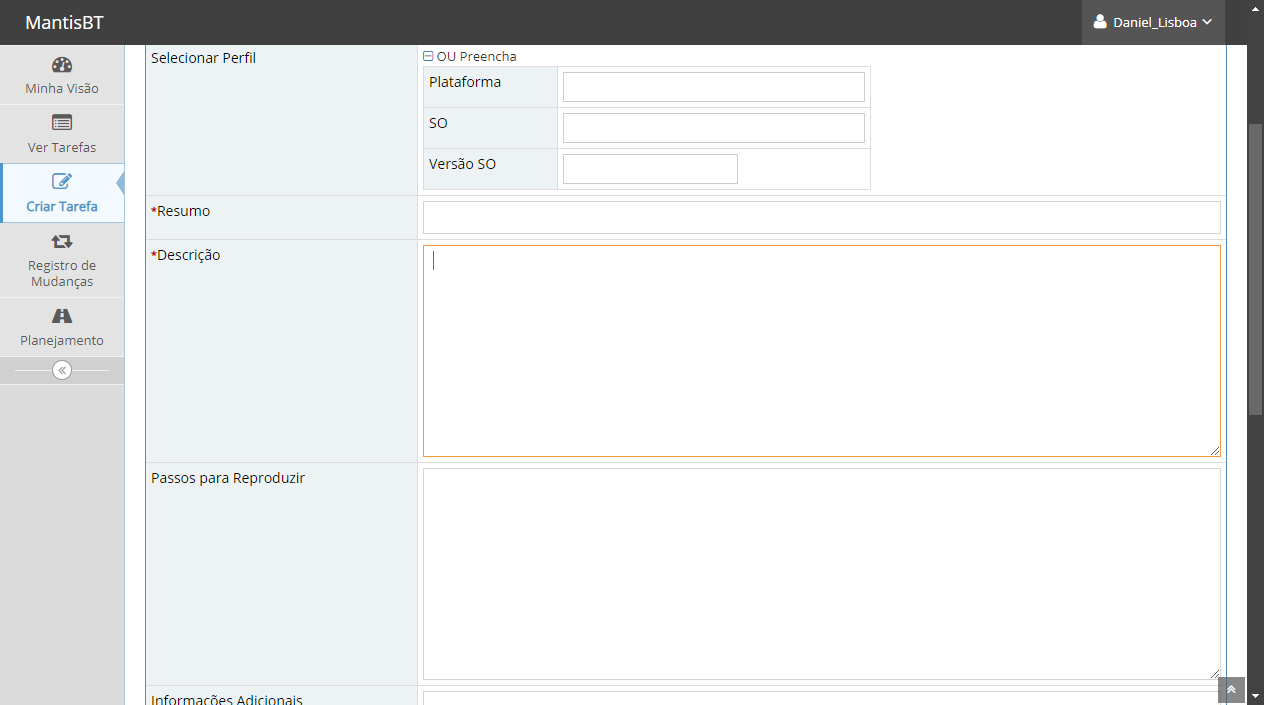 MantisBT
Daniel_Lisboa
Minha Visão
Ver Tarefas
Criar Tarefa
Registro de
Mudanças
Planejamento
Selecionar Perfil
OU Preencha
Plataforma
SO
Versão SO
*Resumo
*Descrição
Passos para Reproduzir
Informações Adicionais